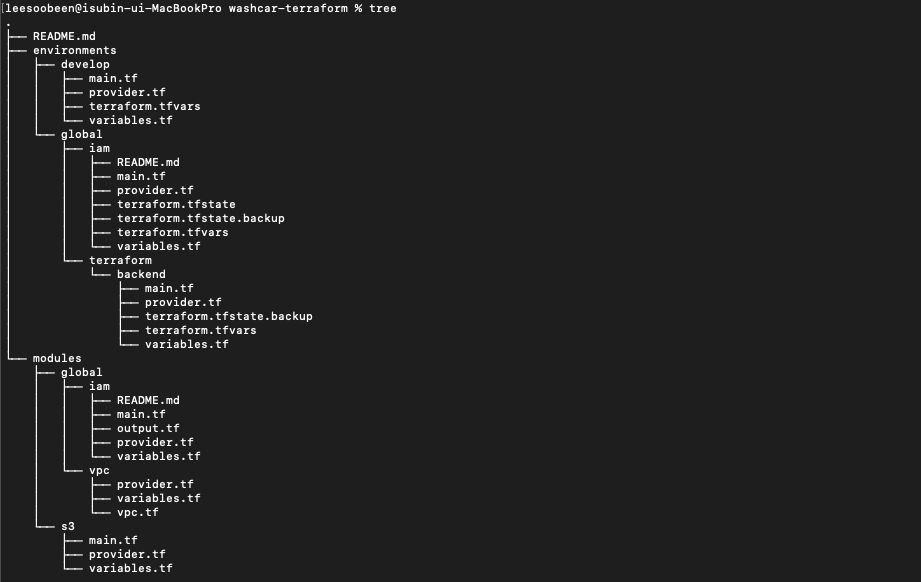 [leesoobeen@isubin-ui-MacBookPro washcar-terraform % tree
.
├── README.md
├── environments
│   ├── develop
│   │   ├── main.tf
│   │   ├── provider.tf
│   │   ├── terraform.tfvars
│   │   └── variables.tf
│   └── global
│       ├── iam
│       │   ├── README.md
│       │   ├── main.tf
│       │   ├── provider.tf
│       │   ├── terraform.tfstate
│       │   ├── terraform.tfstate.backup
│       │   ├── terraform.tfvars
│       │   └── variables.tf
│       └── terraform
│           └── backend
│               ├── main.tf
│               ├── provider.tf
│               ├── terraform.tfstate.backup
│               ├── terraform.tfvars
│               └── variables.tf
└── modules
    ├── global
    │   ├── iam
    │   │   ├── README.md
    │   │   ├── main.tf
    │   │   ├── output.tf
    │   │   ├── provider.tf
    │   │   └── variables.tf
    │   └── vpc
    │       ├── provider.tf
    │       ├── variables.tf
    │       └── vpc.tf
    └── s3
        ├── main.tf
        ├── provider.tf
        └── variables.tf